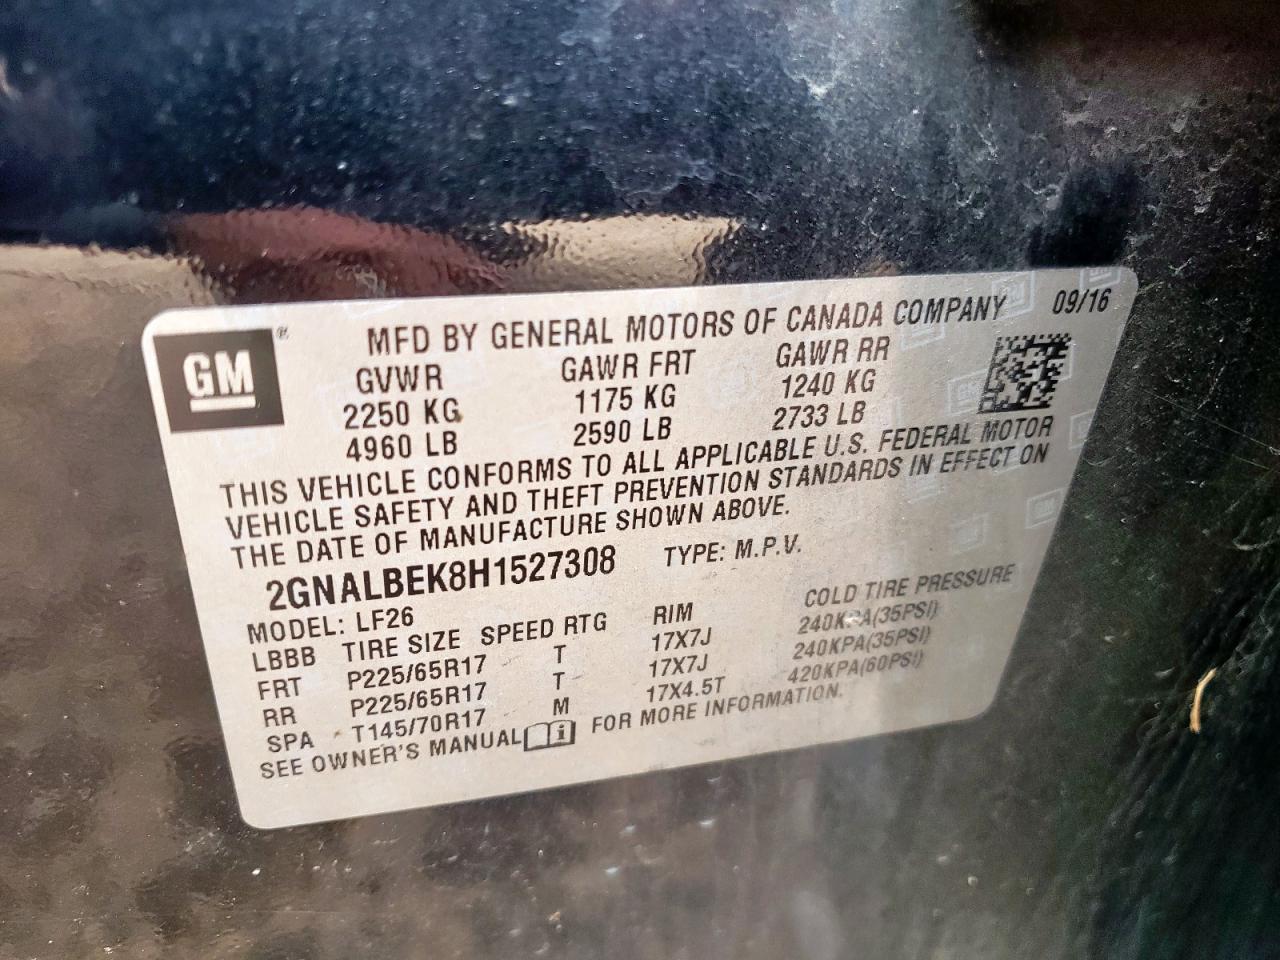 GM®
MFD BY GENERAL MOTORS OF CANADA COMPANY 09/16
GVWR GAWR FRT GAWR RR
2250 KG 1175 KG 1240 KG
4960 LB 2590 LB 2733 LB
THIS VEHICLE CONFORMS TO ALL APPLICABLE U.S. FEDERAL MOTOR
VEHICLE SAFETY AND THEFT PREVENTION STANDARDS IN EFFECT ON
THE DATE OF MANUFACTURE SHOWN ABOVE.
2GNALBEK8H1527308 TYPE: M.P.V.
MODEL: LF26
LBBB TIRE SIZE SPEED RTG RIM COLD TIRE PRESSURE
FRT P225/65R17 T 17X7J 240KPA(35PSI)
RR P225/65R17 T 17X7J 240KPA(35PSI)
SPA T145/70R17 M 17X4.5T 420KPA(60PSI)
SEE OWNER'S MANUAL FOR MORE INFORMATION.